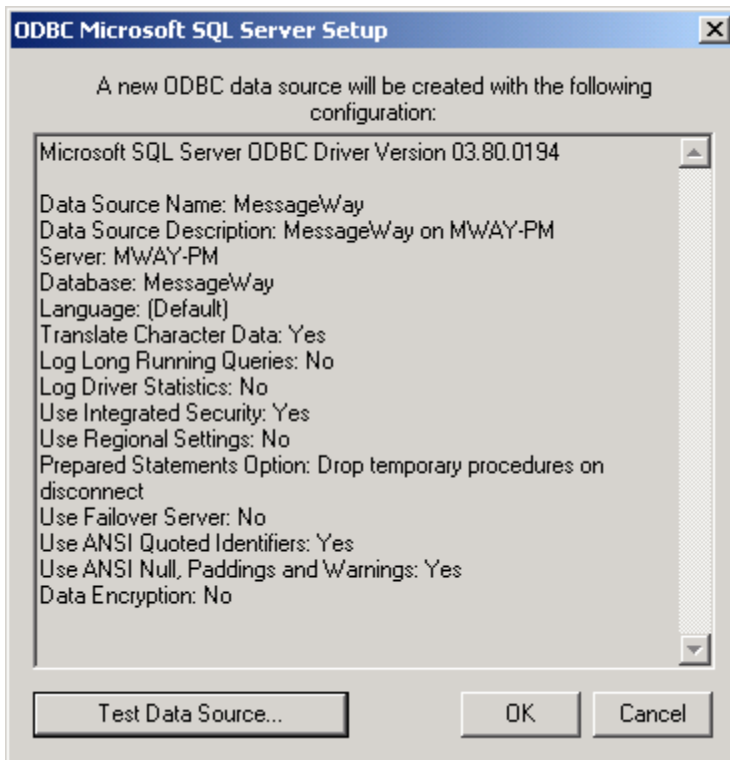 ODBC Microsoft SQL Server Setup
A new ODBC data source will be created with the following
configuration:
Microsoft SQL Server ODBC Driver Version 03.80.0194
Data Source Name: MessageWay
Data Source Description: MessageWay on MWAY-PM
Server: MWAY-PM
Database: MessageWay
Language: (Default)
Translate Character Data: Yes
Log Long Running Queries: No
Log Driver Statistics: No
Use Integrated Security: Yes
Use Regional Settings: No
Prepared Statements Option: Drop temporary procedures on
disconnect
Use Failover Server: No
Use ANSI Quoted Identifiers: Yes
Use ANSI Null, Paddings and Warnings: Yes
Data Encryption: No
Test Data Source... OK Cancel